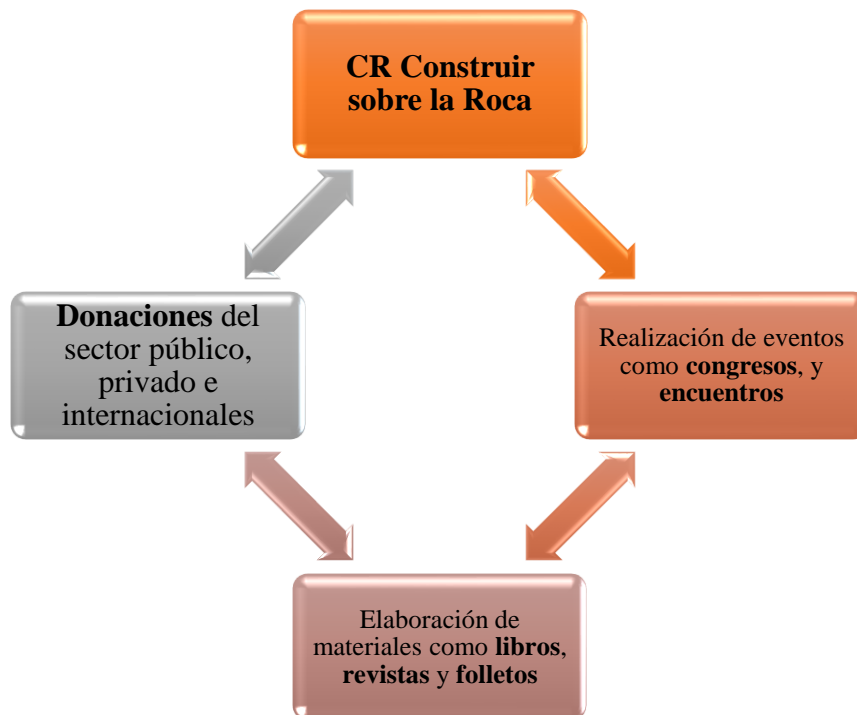 CR Construir
sobre la Roca
Donaciones del
sector público,
privado e
internacionales
Realización de eventos
como congresos, y
encuentros
Elaboración de
materiales como libros,
revistas y folletos